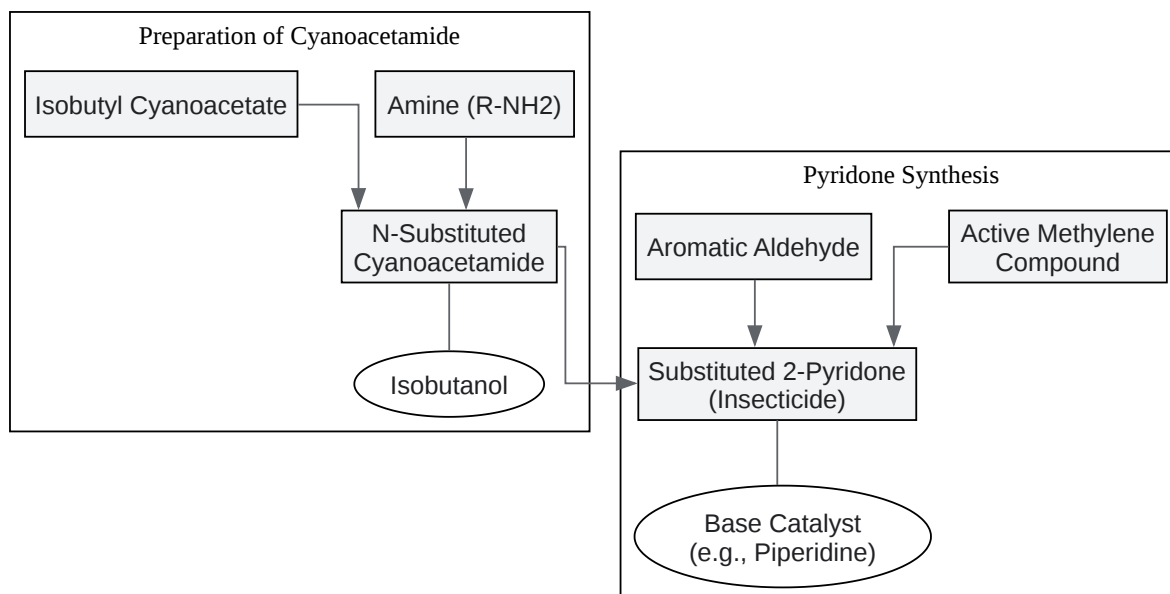 Preparation of Cyanoacetamide
Isobutyl Cyanoacetate
Amine (R-NH2)
N-Substituted
Cyanoacetamide
Isobutanol
Pyridone Synthesis
Aromatic Aldehyde
Active Methylene
Compound
Substituted 2-Pyridone
(Insecticide)
Base Catalyst
(e.g., Piperidine)